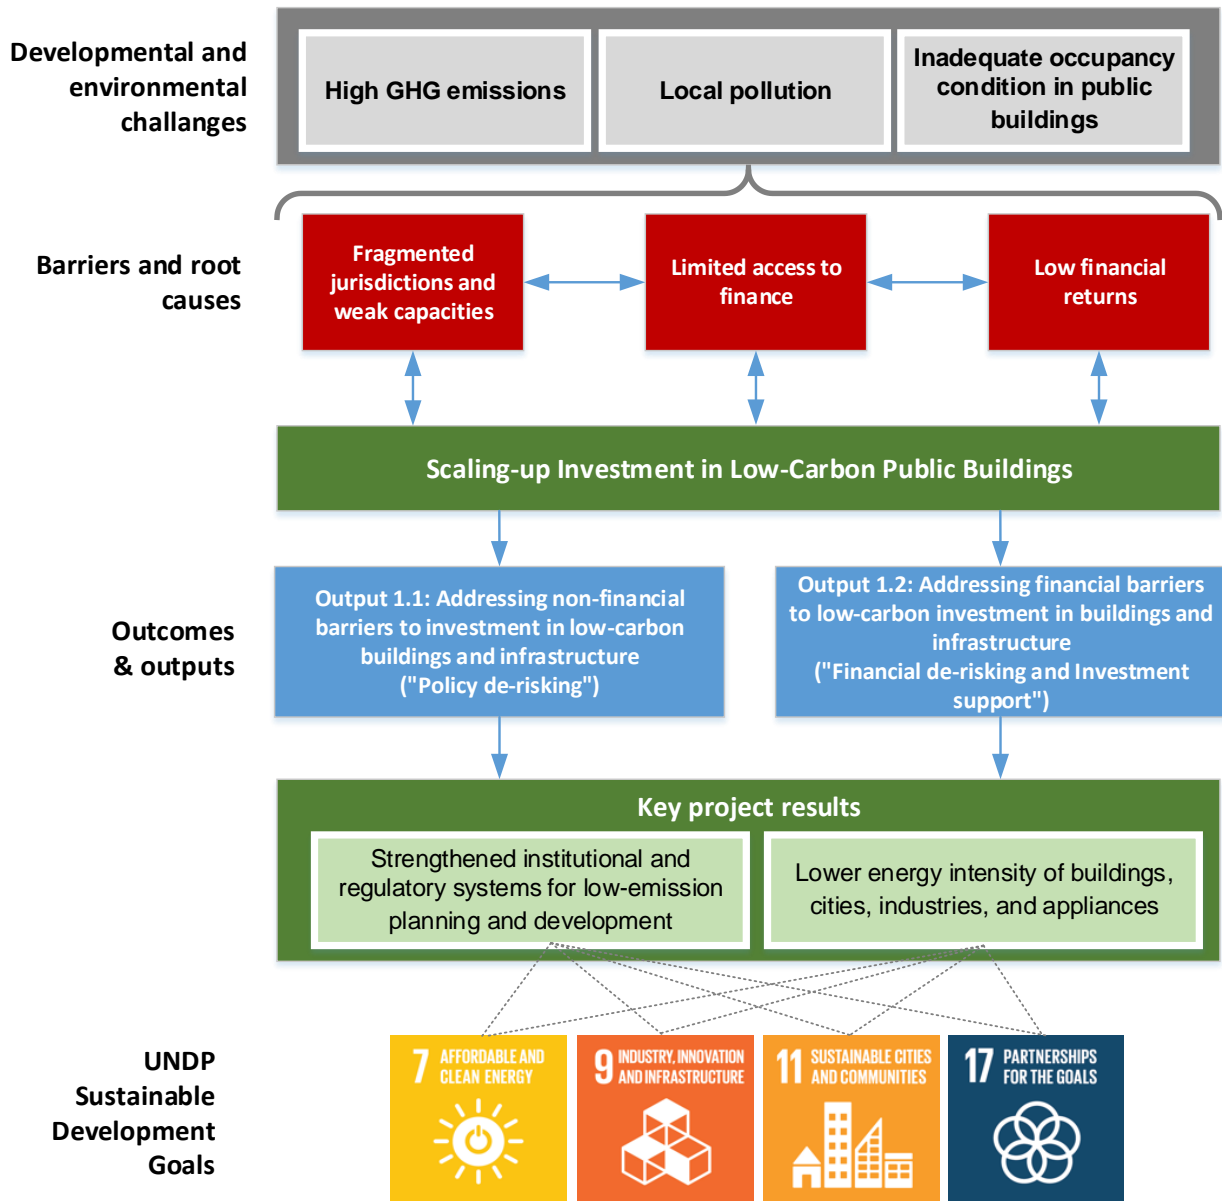 Developmental and
environmental
challanges
High GHG emissions
Local pollution
Inadequate occupancy
condition in public
buildings
Barriers and root
causes
Fragmented
jurisdictions and
weak capacities
Limited access to
finance
Low financial
returns
Scaling-up Investment in Low-Carbon Public Buildings
Outcomes
& outputs
Output 1.1: Addressing non-financial
barriers to investment in low-carbon
buildings and infrastructure
("Policy de-risking")
Output 1.2: Addressing financial barriers
to low-carbon investment in buildings and
infrastructure
("Financial de-risking and Investment
support")
Key project results
Strengthened institutional and
regulatory systems for low-emission
planning and development
Lower energy intensity of buildings,
cities, industries, and appliances
UNDP
Sustainable
Development
Goals
7 AFFORDABLE AND
CLEAN ENERGY
9 INDUSTRY, INNOVATION
AND INFRASTRUCTURE
11 SUSTAINABLE CITIES
AND COMMUNITIES
17 PARTNERSHIPS
FOR THE GOALS